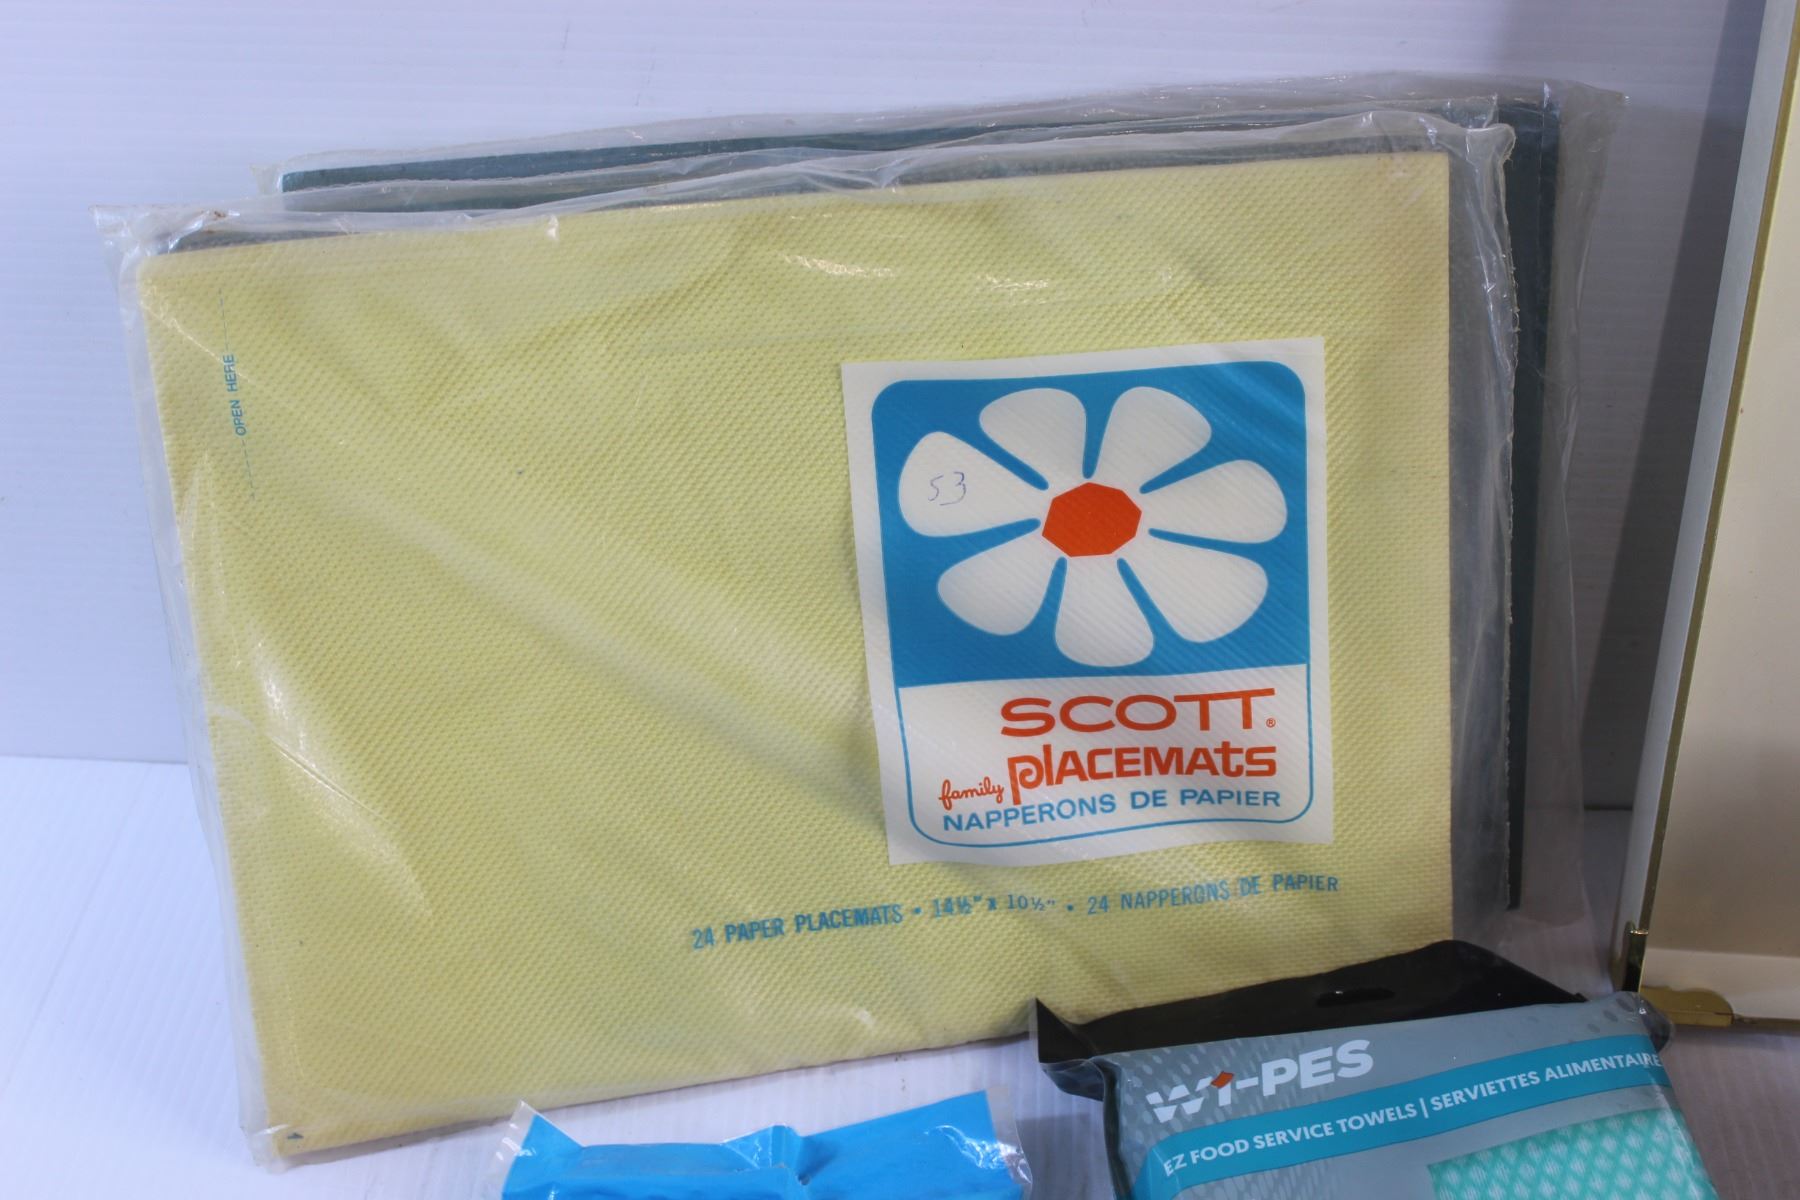 OPEN HERE
53
SCOTT®
family PLACEMATS
NAPPERONS DE PAPIER
24 PAPER PLACEMATS • 14½" x 10½" • 24 NAPPERONS DE PAPIER
WI-PES
EZ FOOD SERVICE TOWELS | SERVIETTES ALIMENTAIRE